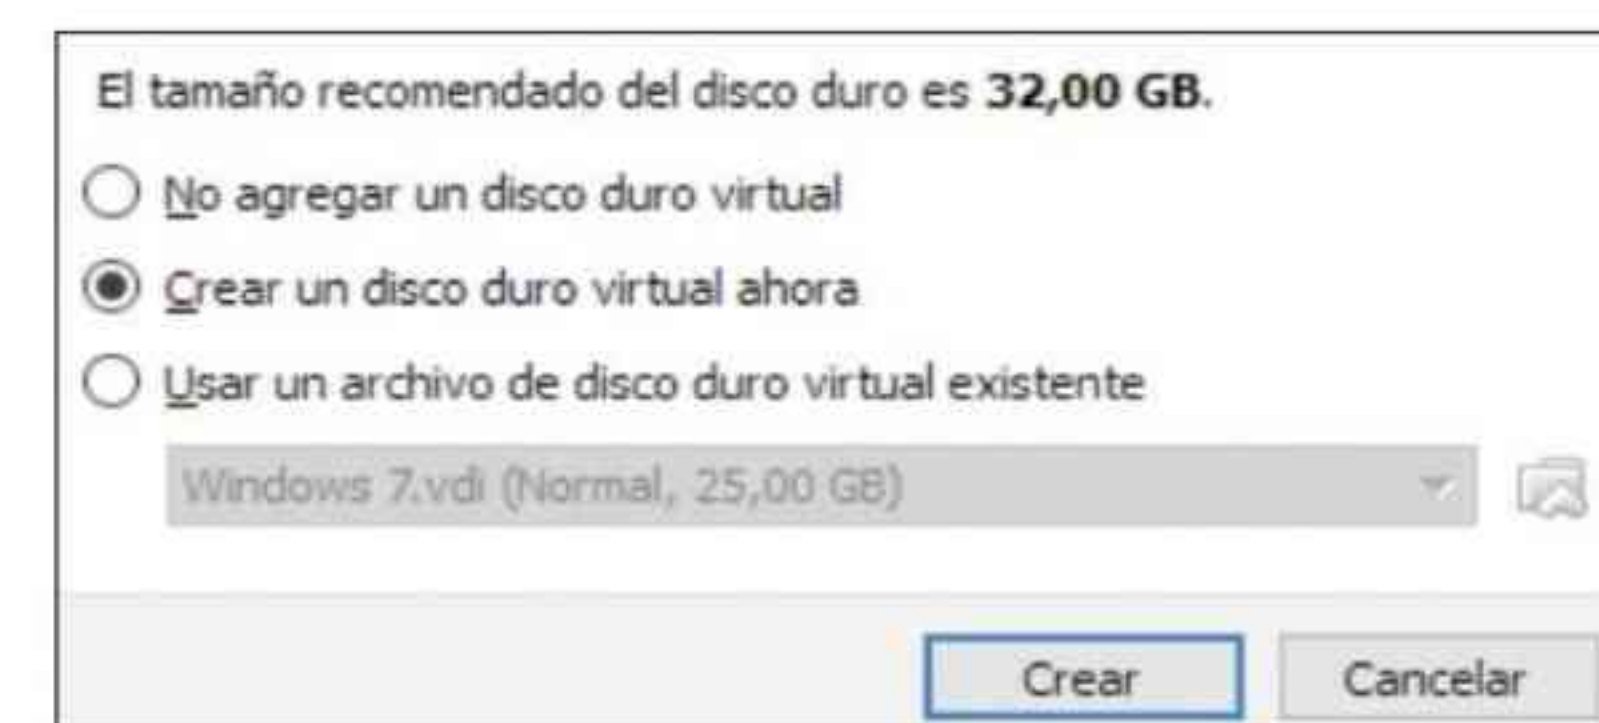 El tamaño recomendado del disco duro es 32,00 GB.
No agregar un disco duro virtual
Crear un disco duro virtual ahora
Usar un archivo de disco duro virtual existente
Windows 7.vdi (Normal, 25,00 GB)
Crear Cancelar